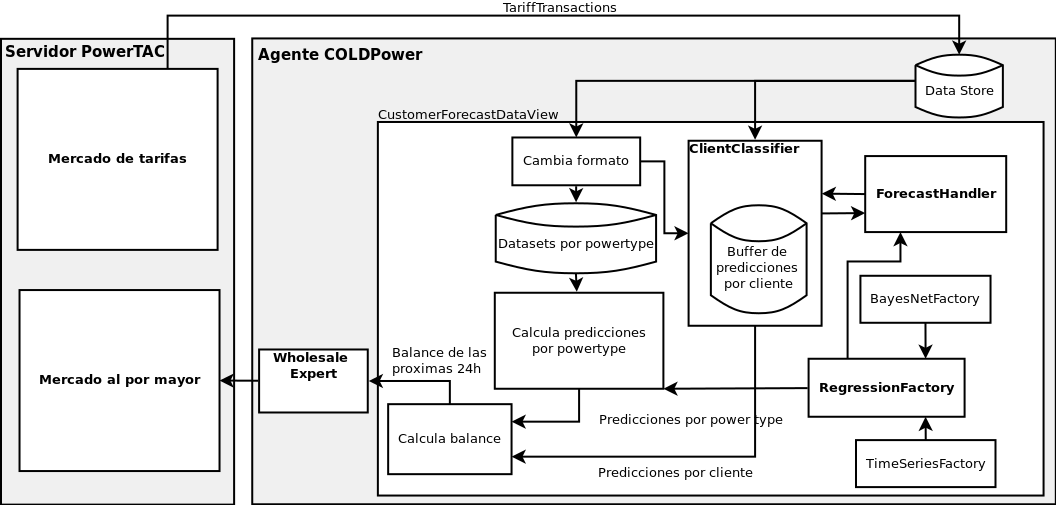 TariffTransactions
Servidor PowerTAC
Agente COLDPower
Data Store
CustomerForecastDataView
Mercado de tarifas
Cambia formato
ClientClassifier
ForecastHandler
Datasets por powertype
Buffer de
predicciones
por cliente
BayesNetFactory
Calcula predicciones
por powertype
Mercado al por mayor
Wholesale
Expert
Balance de las
proximas 24h
RegressionFactory
Predicciones por power type
Calcula balance
Predicciones por cliente
TimeSeriesFactory